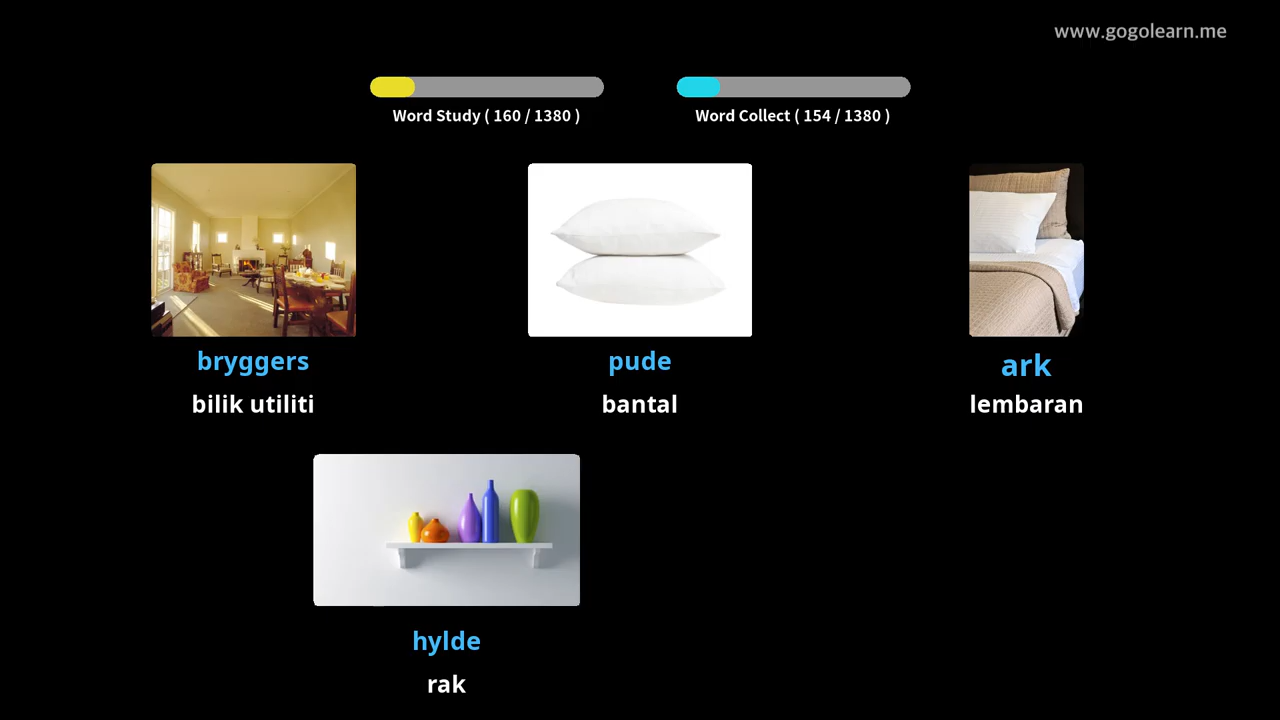 www.gogolearn.me
Word Study ( 160 / 1380 )
Word Collect ( 154 / 1380 )
bryggers
bilik utiliti
pude
bantal
ark
lembaran
hylde
rak